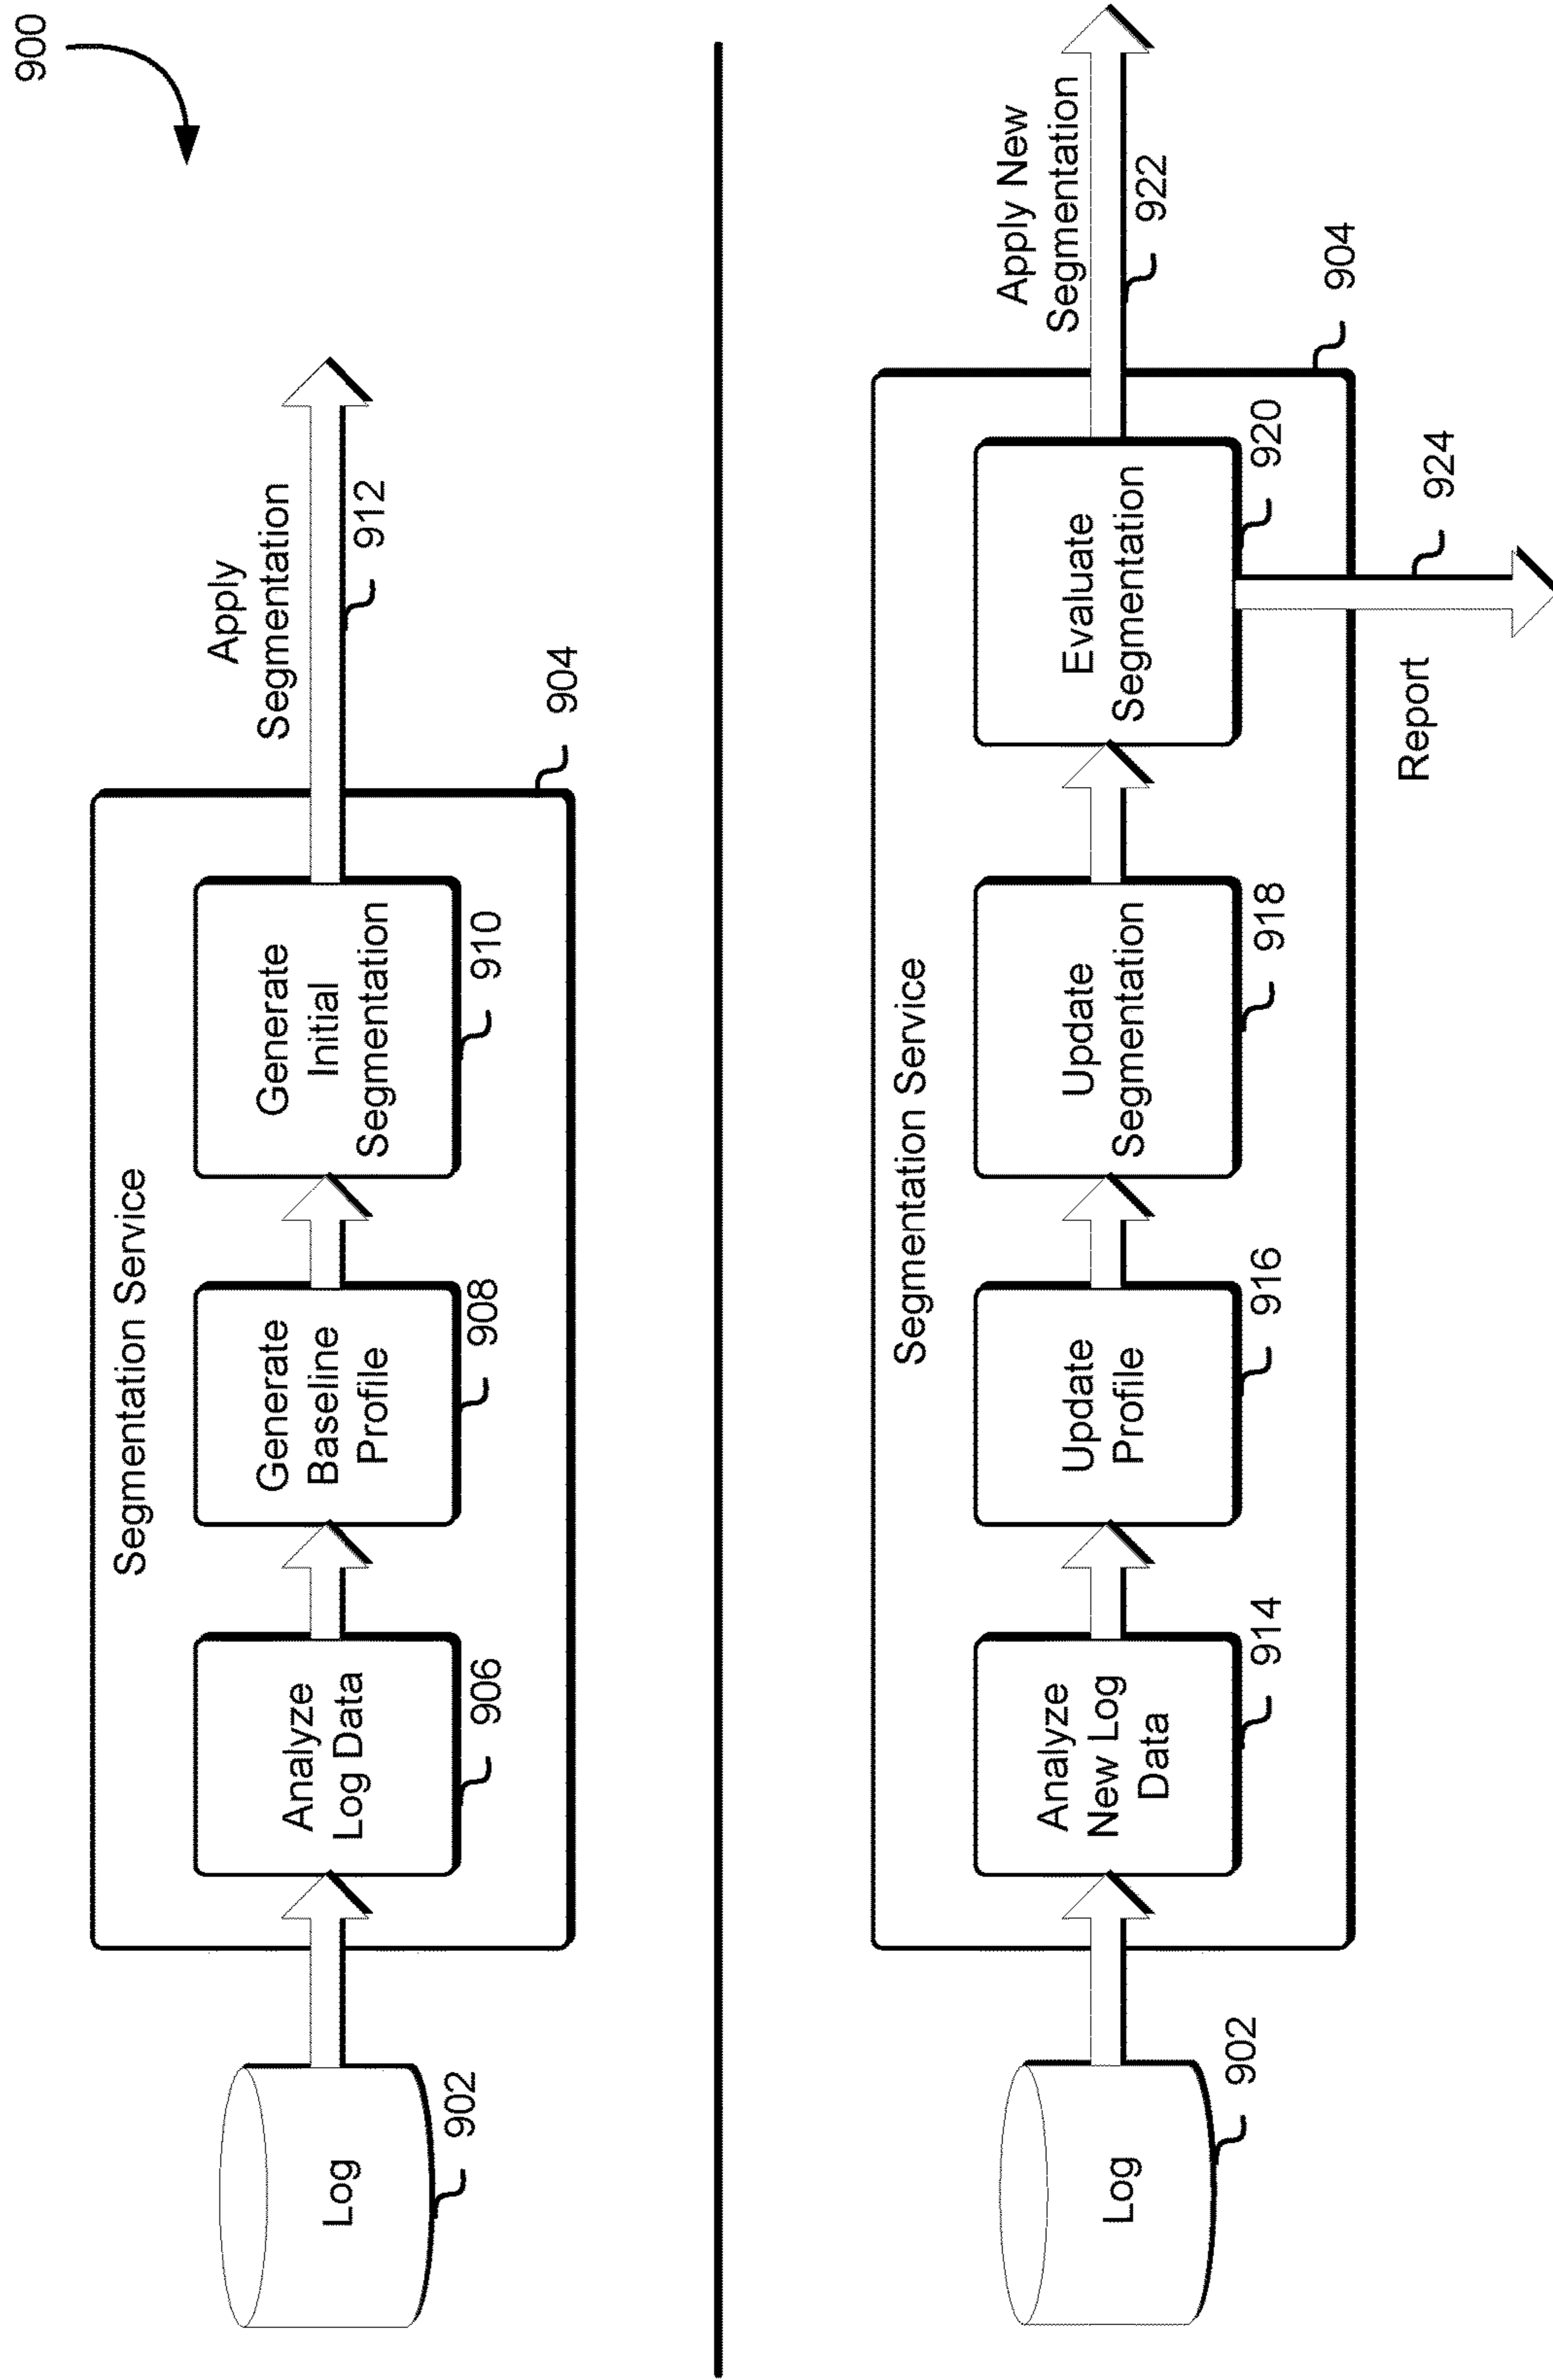 900
Segmentation Service
Log
902
Analyze
Log Data
906
Generate
Baseline
Profile
908
Generate
Initial
Segmentation
910
Apply
Segmentation
912
904
Segmentation Service
Log
902
Analyze
New Log
Data
914
Update
Profile
916
Update
Segmentation
918
Evaluate
Segmentation
920
Apply New
Segmentation
922
904
Report
924